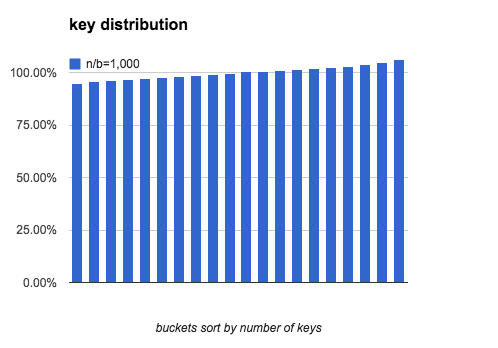 key distribution
n/b=1,000
100.00%
75.00%
50.00%
25.00%
0.00%
buckets sort by number of keys